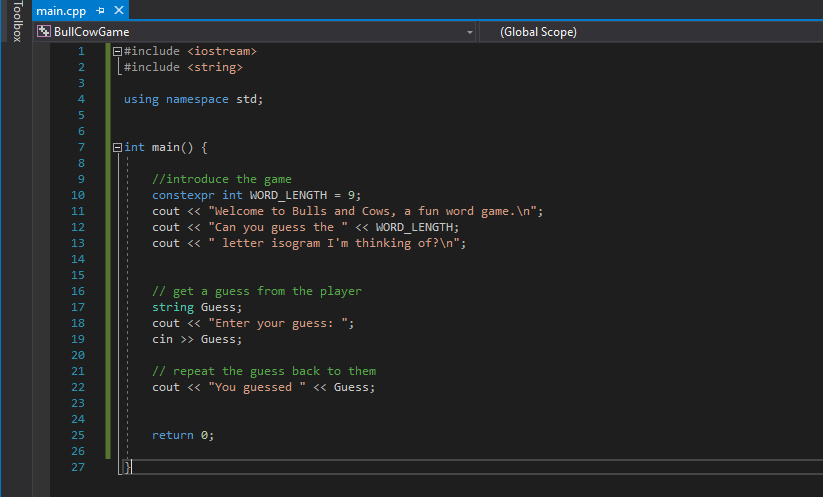 Toolbox
main.cpp
BullCowGame (Global Scope)
1 #include <iostream>
2 #include <string>
3
4 using namespace std;
5
6
7 int main() {
8
9 //introduce the game
10 constexpr int WORD_LENGTH = 9;
11 cout << "Welcome to Bulls and Cows, a fun word game.\n";
12 cout << "Can you guess the " << WORD_LENGTH;
13 cout << " letter isogram I'm thinking of?\n";
14
15
16 // get a guess from the player
17 string Guess;
18 cout << "Enter your guess: ";
19 cin >> Guess;
20
21 // repeat the guess back to them
22 cout << "You guessed " << Guess;
23
24
25 return 0;
26
27 }